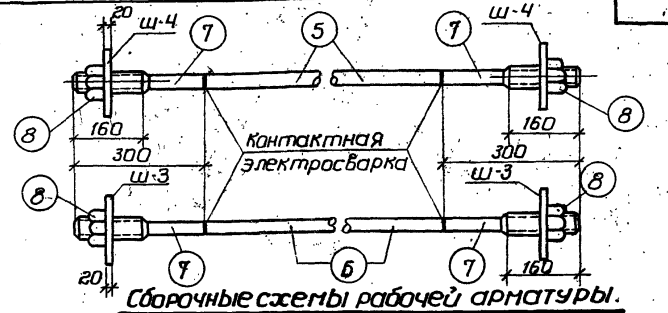 20 ш-4 7 5 7 ш-4
8 160 контактная 160 8
300 электросварка 300
ш-3 ш-3
8 8
20 7 6 7 160
Сборочные схемы рабочей арматуры.